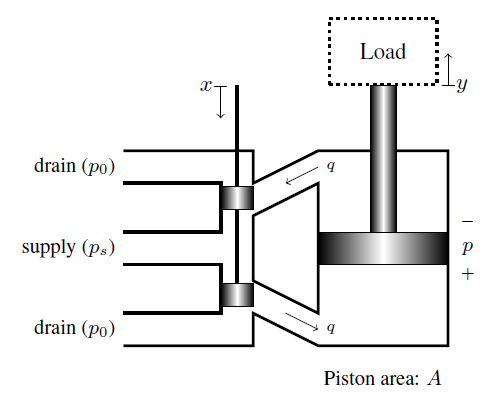 Load
x
y
drain (p₀)
q
supply (pₛ)
−
p
+
drain (p₀)
q
Piston area: A